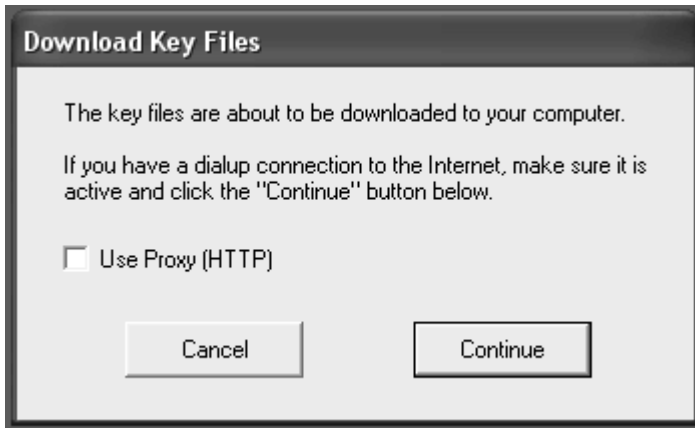 Download Key Files
The key files are about to be downloaded to your computer.
If you have a dialup connection to the Internet, make sure it is
active and click the "Continue" button below.
Use Proxy (HTTP)
Cancel
Continue